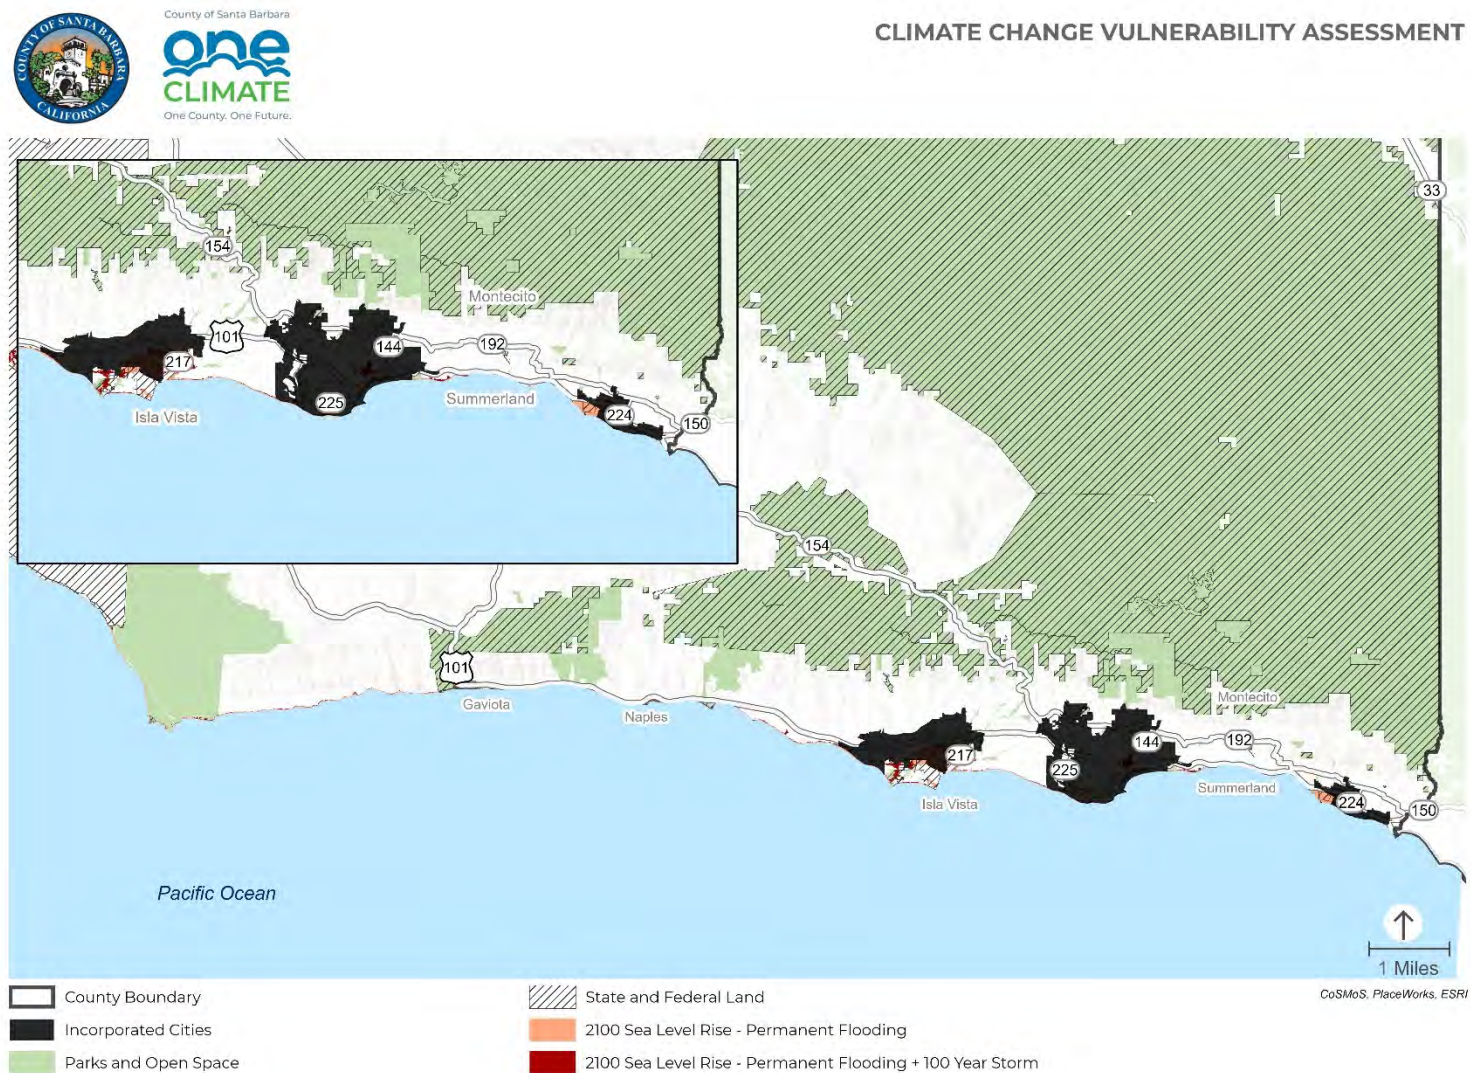 COUNTY OF SANTA BARBARA
CALIFORNIA
County of Santa Barbara
one
CLIMATE
One County. One Future.
CLIMATE CHANGE VULNERABILITY ASSESSMENT
33
154
Montecito
101
144
192
217
225
Summerland
224
150
Isla Vista
154
101
Gaviota
Naples
Montecito
144
192
217
225
Summerland
224
150
Isla Vista
Pacific Ocean
1 Miles
CoSMoS, PlaceWorks, ESRI
County Boundary
Incorporated Cities
Parks and Open Space
State and Federal Land
2100 Sea Level Rise - Permanent Flooding
2100 Sea Level Rise - Permanent Flooding + 100 Year Storm